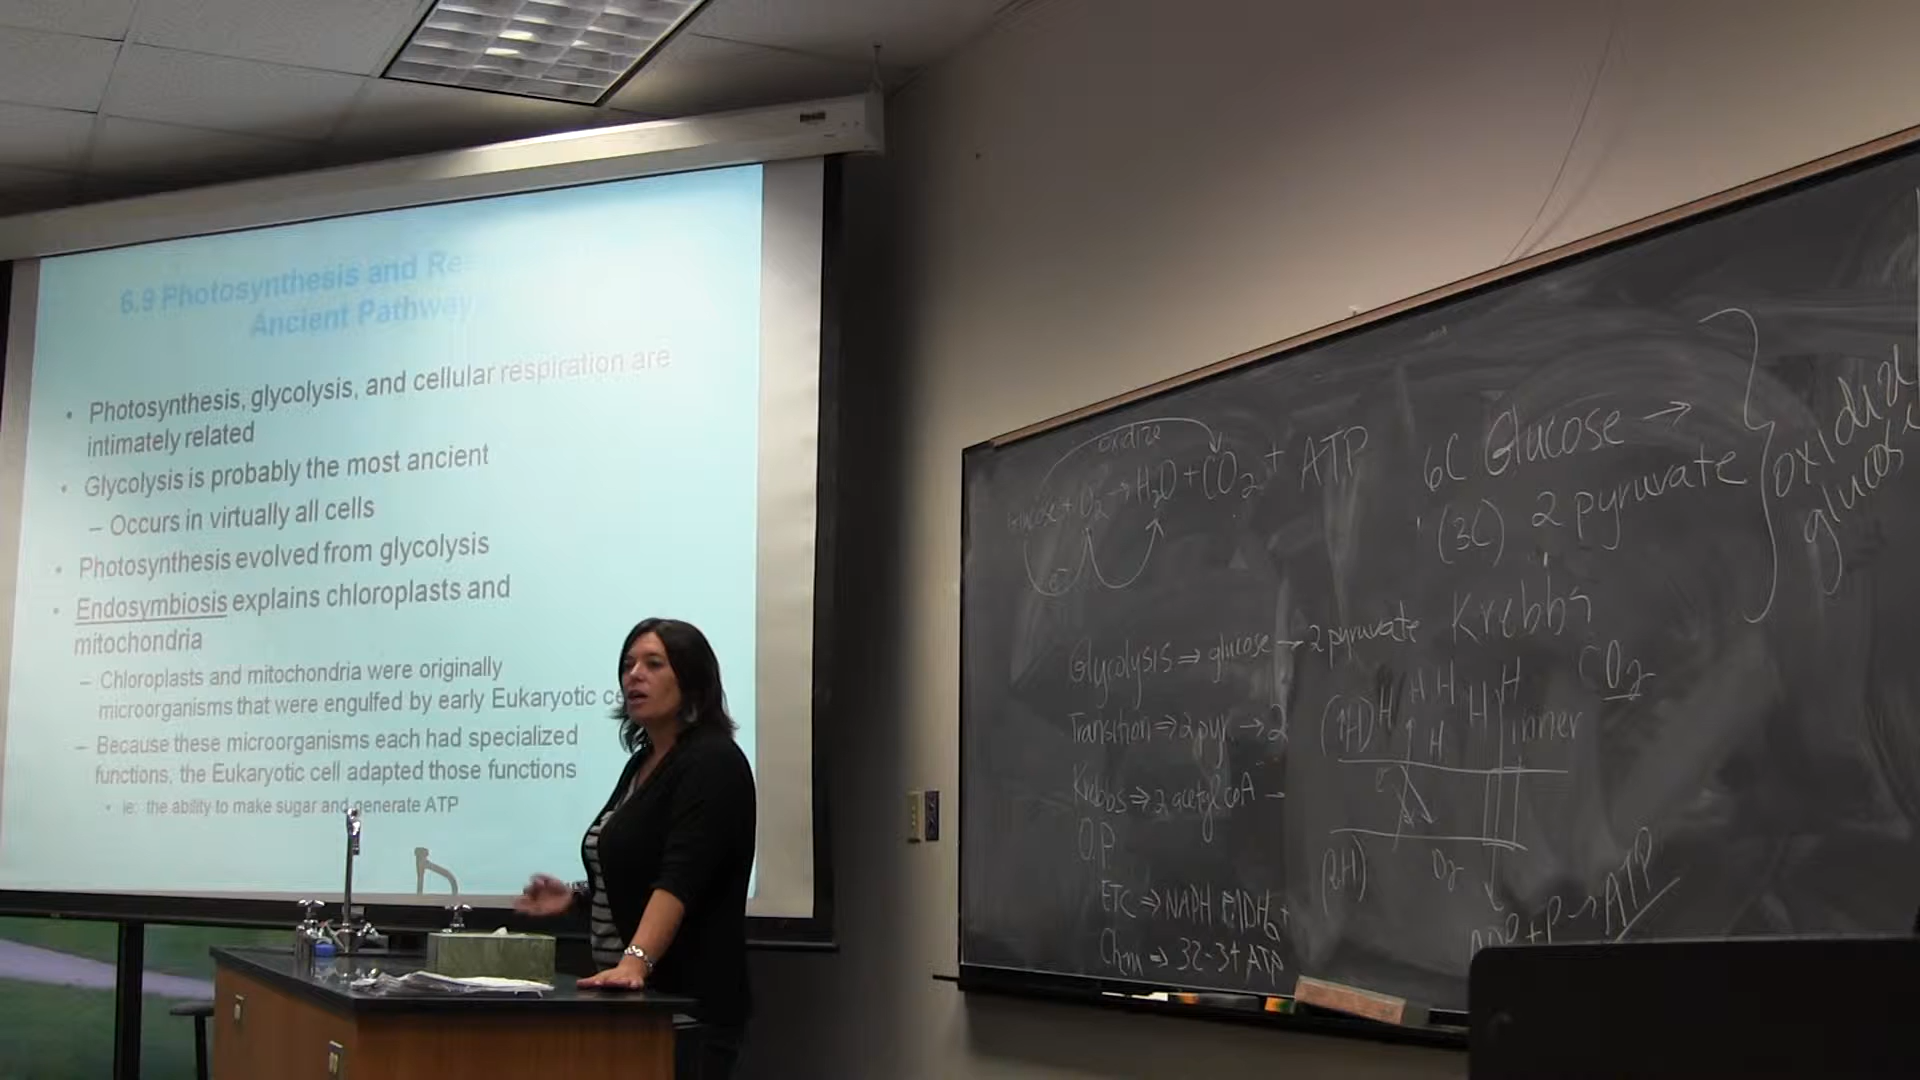 6.9 Photosynthesis and Re
Ancient Pathway
• Photosynthesis, glycolysis, and cellular respiration are
intimately related
• Glycolysis is probably the most ancient
– Occurs in virtually all cells
• Photosynthesis evolved from glycolysis
• Endosymbiosis explains chloroplasts and
mitochondria
– Chloroplasts and mitochondria were originally
microorganisms that were engulfed by early Eukaryotic ce
– Because these microorganisms each had specialized
functions, the Eukaryotic cell adapted those functions
• ie: the ability to make sugar and generate ATP
oxidize
Glucose + O2 → H2O + CO2 + ATP
e-
Glycolysis ⇒ glucose → 2 pyruvate
Transition ⇒ 2 pyr. → 2
Krebbs ⇒ 2 acetyl coA →
O.P.
ETC ⇒ NADH FADH2 +
Chm ⇒ 32-34 ATP
6C Glucose →
(3C) 2 pyruvate
oxidize
glucose
Krebbs
CO2
H H H
H H
H
inner
O2
ADP + P → ATP